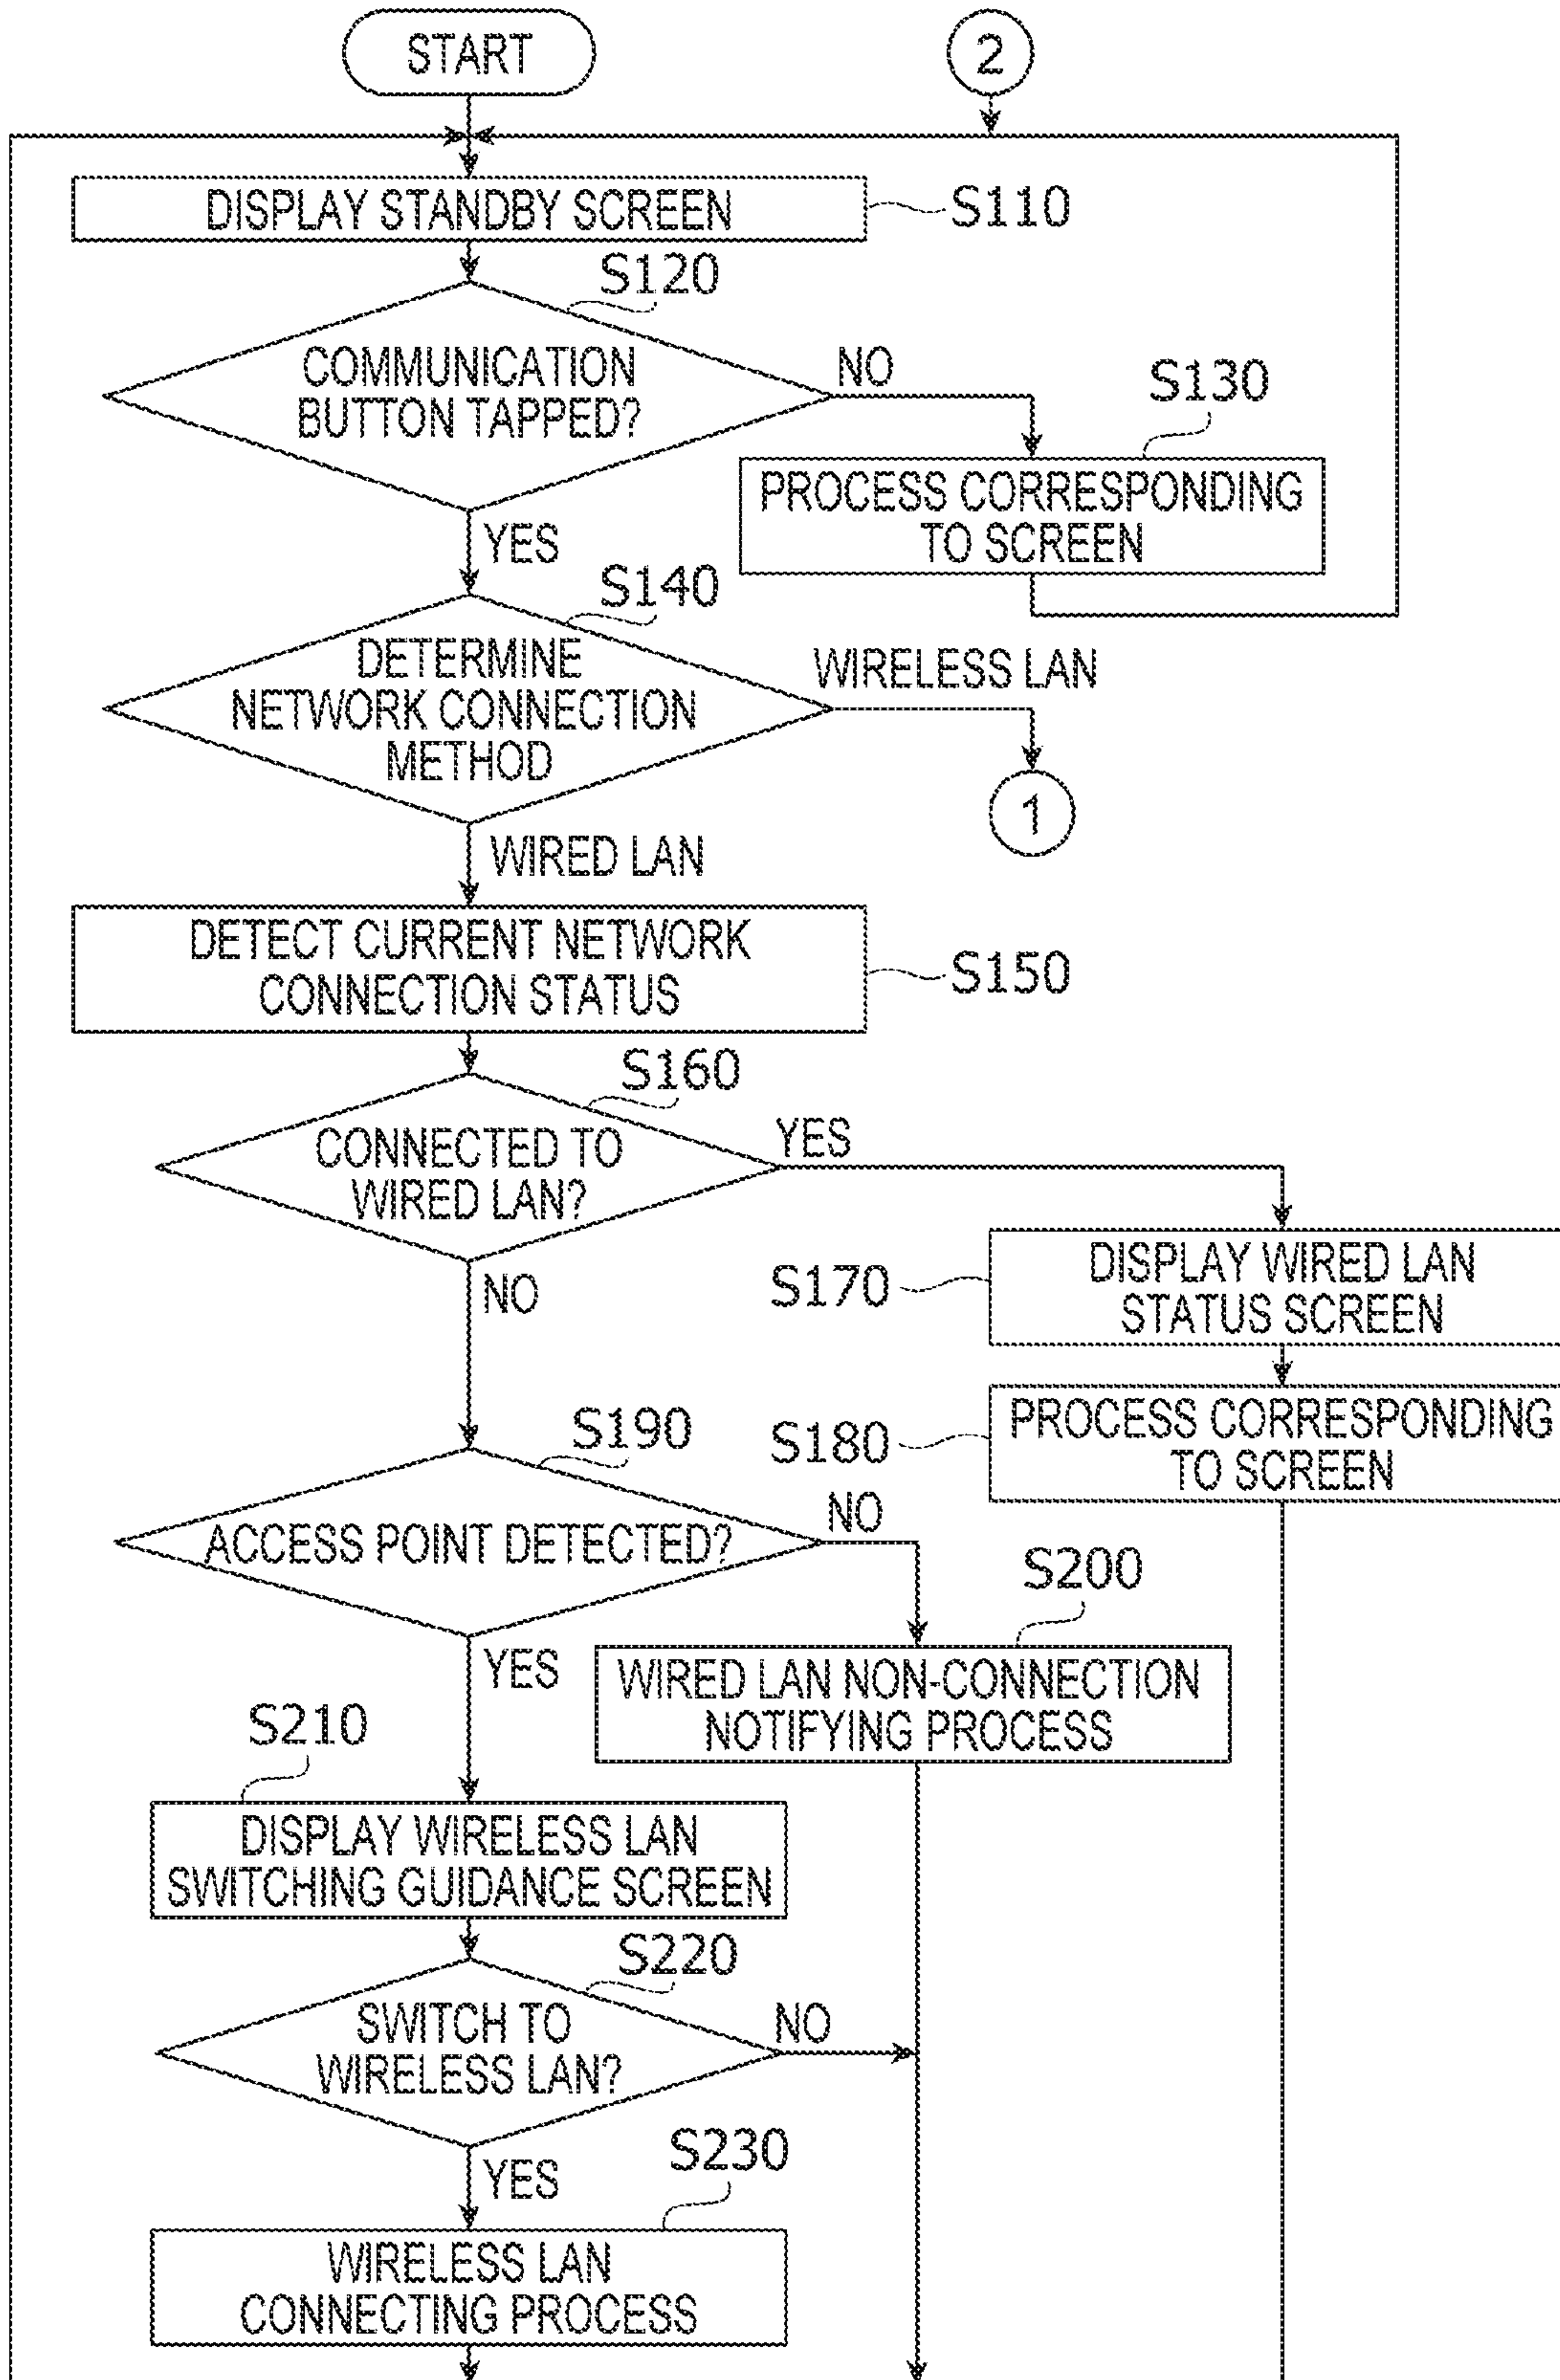 START
2
DISPLAY STANDBY SCREEN
S110
S120
COMMUNICATION
BUTTON TAPPED?
NO
S130
PROCESS CORRESPONDING
TO SCREEN
YES
S140
DETERMINE
NETWORK CONNECTION
METHOD
WIRELESS LAN
1
WIRED LAN
DETECT CURRENT NETWORK
CONNECTION STATUS
S150
S160
CONNECTED TO
WIRED LAN?
YES
NO
S170
DISPLAY WIRED LAN
STATUS SCREEN
S180
PROCESS CORRESPONDING
TO SCREEN
S190
ACCESS POINT DETECTED?
NO
S200
WIRED LAN NON-CONNECTION
NOTIFYING PROCESS
YES
S210
DISPLAY WIRELESS LAN
SWITCHING GUIDANCE SCREEN
S220
SWITCH TO
WIRELESS LAN?
NO
YES
S230
WIRELESS LAN
CONNECTING PROCESS